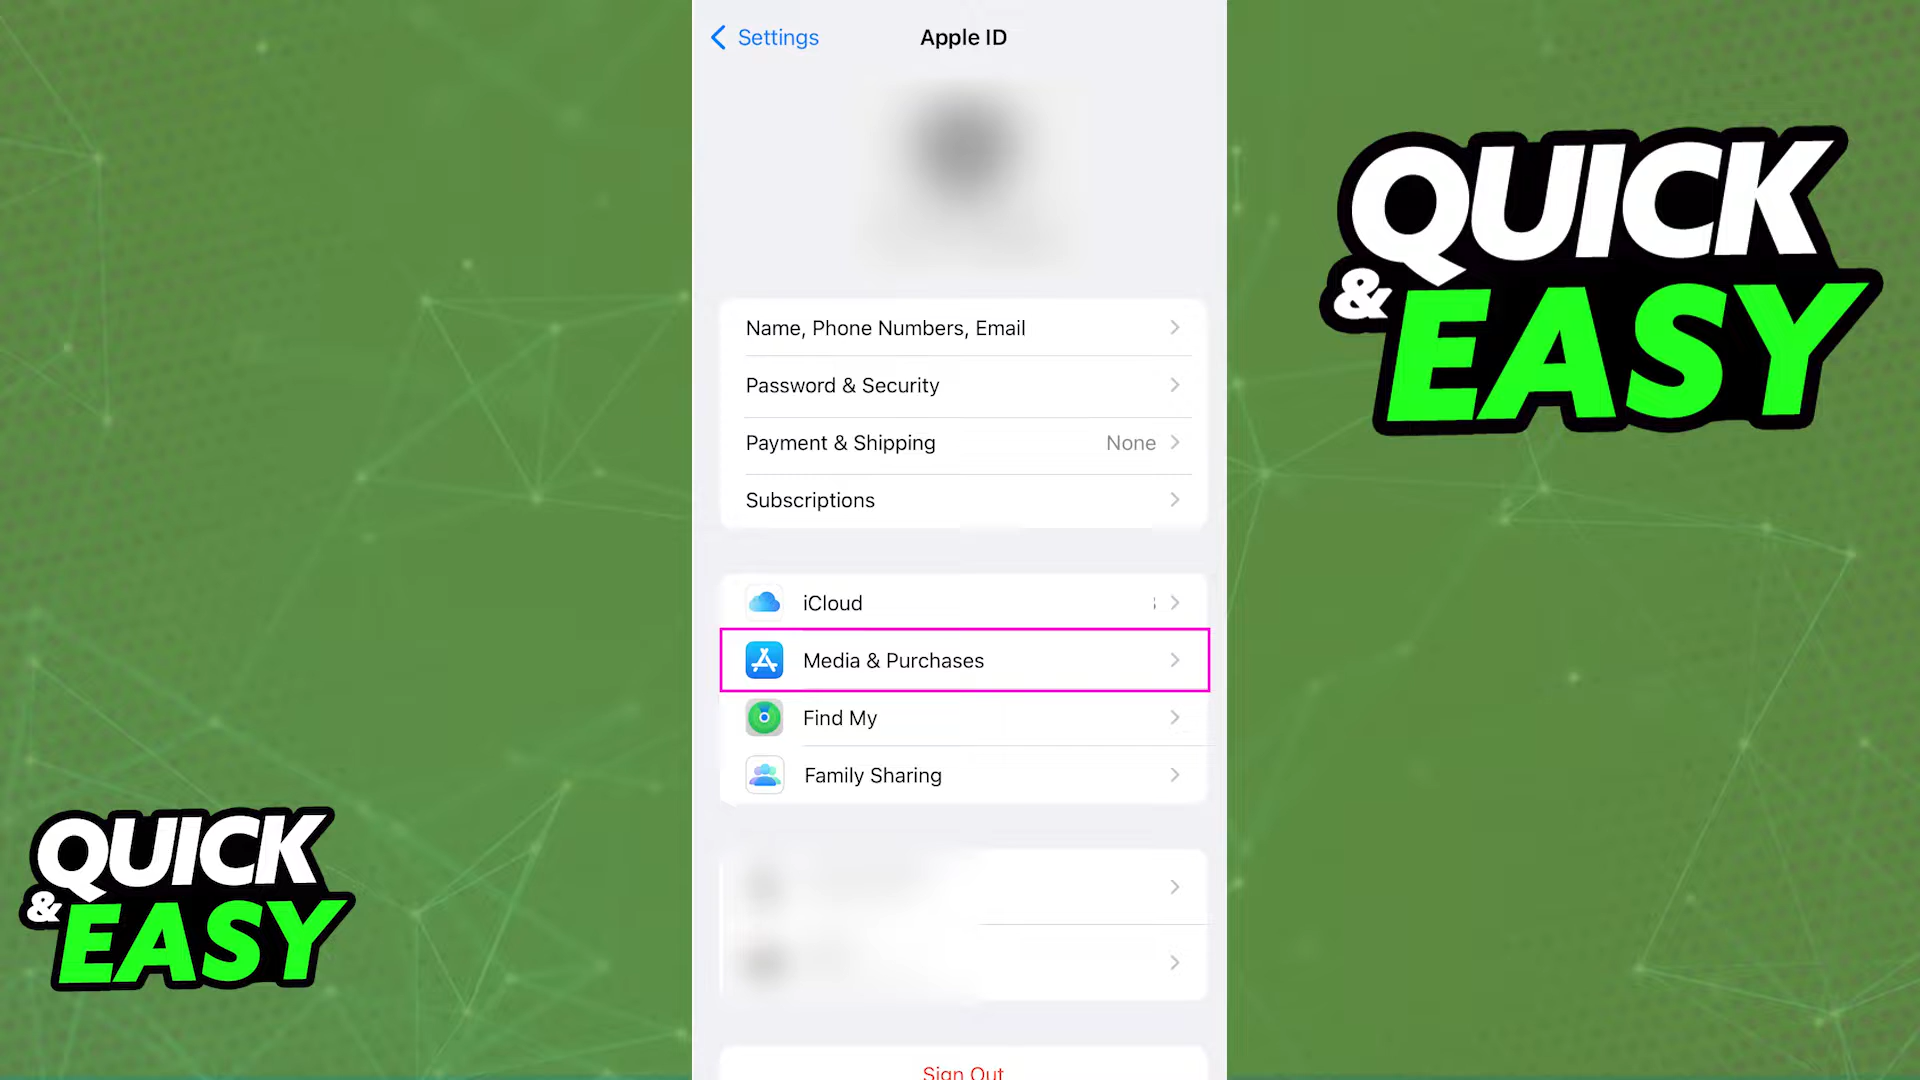 Settings
Apple ID
Name, Phone Numbers, Email
Password & Security
Payment & Shipping None
Subscriptions
iCloud
Media & Purchases
Find My
Family Sharing
Sign Out
QUICK
& EASY
QUICK
& EASY